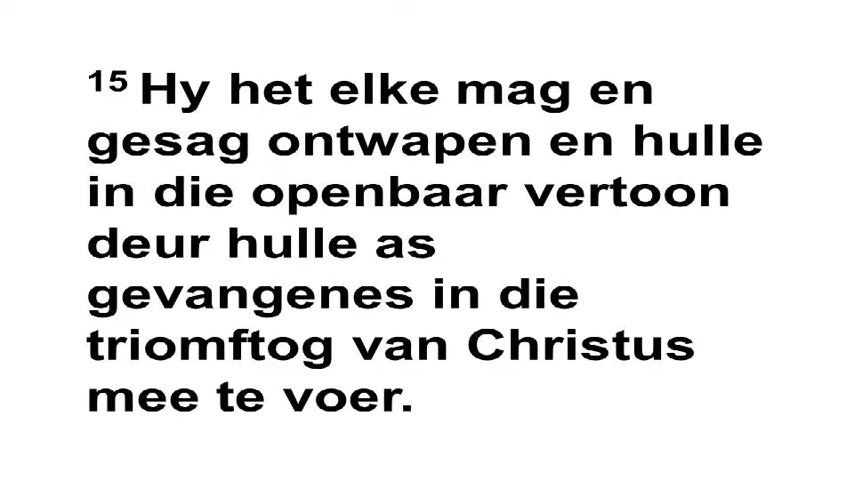 15 Hy het elke mag en
gesag ontwapen en hulle
in die openbaar vertoon
deur hulle as
gevangenes in die
triomftog van Christus
mee te voer.